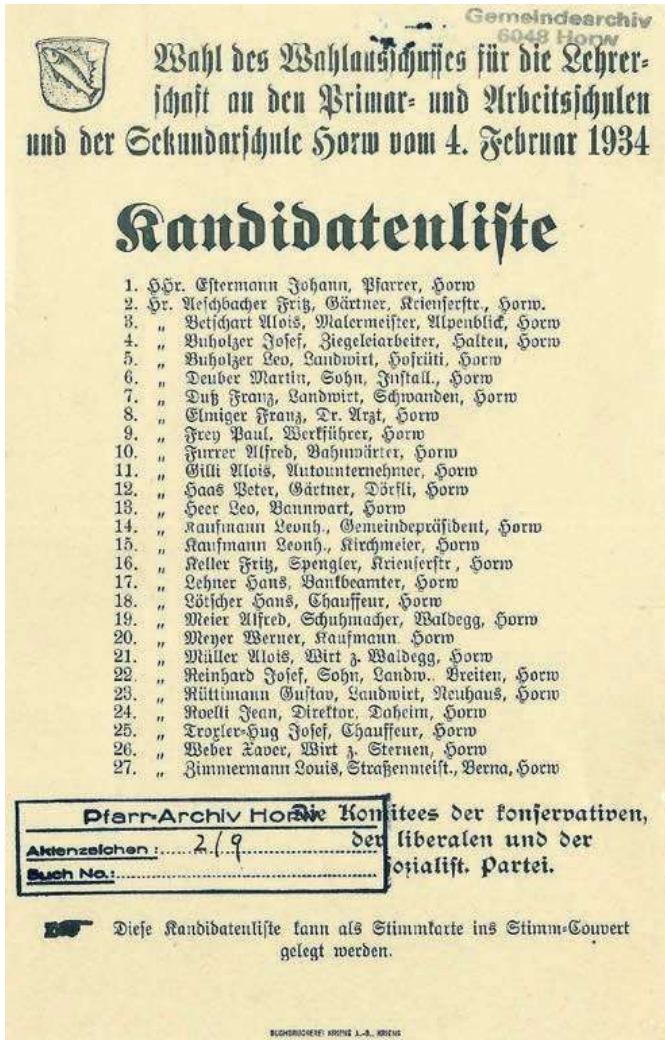 Gemeindearchiv
6048 Horw
Wahl des Wahlausschusses für die Lehrer-
schaft an den Primar- und Arbeitsschulen
und der Sekundarschule Horw vom 4. Februar 1934
Kandidatenliste
1. HHr. Estermann Johann, Pfarrer, Horw
2. Hr. Aeschbacher Fritz, Gärtner, Krienserstr., Horw.
3. „ Betschart Alois, Malermeister, Alpenblick, Horw
4. „ Buholzer Josef, Ziegeleiarbeiter, Halten, Horw
5. „ Buholzer Leo, Landwirt, Hofrüti, Horw
6. „ Deuber Martin, Sohn, Install., Horw
7. „ Duß Franz, Landwirt, Schwanden, Horw
8. „ Elmiger Franz, Dr. Arzt, Horw
9. „ Frey Paul, Werkführer, Horw
10. „ Furrer Alfred, Bahnwärter, Horw
11. „ Gilli Alois, Autounternehmer, Horw
12. „ Haas Peter, Gärtner, Dörfli, Horw
13. „ Heer Leo, Bannwart, Horw
14. „ Kaufmann Leonh., Gemeindepräsident, Horw
15. „ Kaufmann Leonh., Kirchmeier, Horw
16. „ Keller Fritz, Spengler, Krienserstr, Horw
17. „ Lehner Hans, Bankbeamter, Horw
18. „ Lötscher Hans, Chauffeur, Horw
19. „ Meier Alfred, Schuhmacher, Waldegg, Horw
20. „ Meyer Werner, Kaufmann. Horw
21. „ Müller Alois, Wirt z. Waldegg, Horw
22. „ Reinhard Josef, Sohn, Landw., Breiten, Horw
23. „ Rüttimann Gustav, Landwirt, Neuhaus, Horw
24. „ Roelli Jean, Direktor, Daheim, Horw
25. „ Troxler-Hug Josef, Chauffeur, Horw
26. „ Weber Xaver, Wirt z. Sternen, Horw
27. „ Zimmermann Louis, Straßenmeist., Berna, Horw
Die Komitees der konservativen,
der liberalen und der
sozialist. Partei.
Pfarr-Archiv Horw
Aktenzeichen: 2/9
Buch No.:
Diese Kandidatenliste kann als Stimmkarte ins Stimm-Couvert
gelegt werden.
BUCHDRUCKEREI KRIENS A.-G., KRIENS